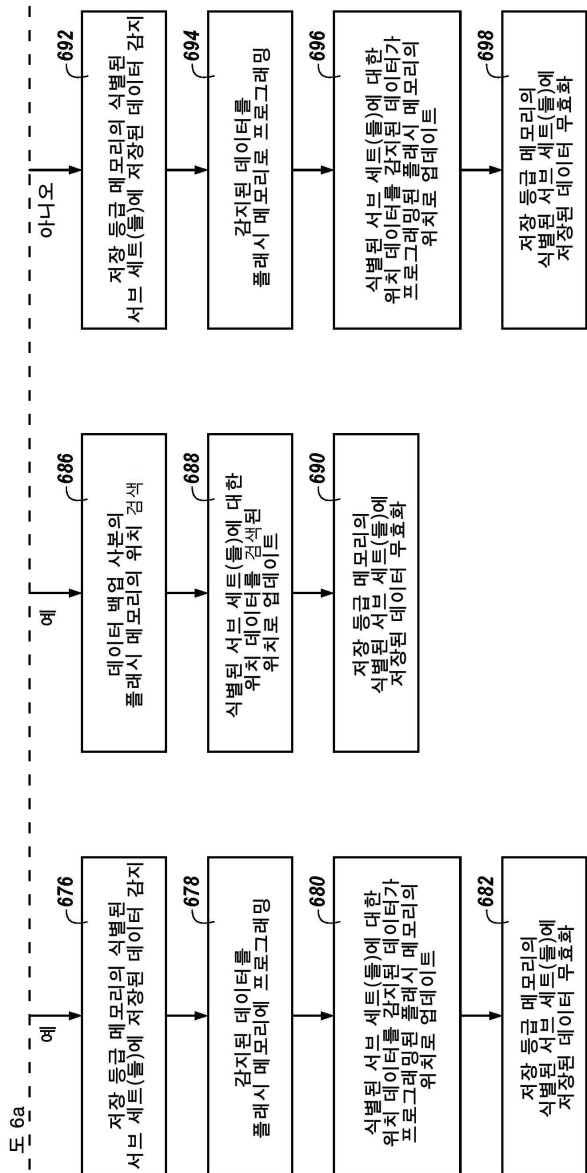 도 6a
예
676
저장 등급 메모리의 식별된
서브 세트(들)에 저장된 데이터 감지
678
감지된 데이터를
플래시 메모리에 프로그래밍
680
식별된 서브 세트(들)에 대한
위치 데이터를 감지된 데이터가
프로그래밍된 플래시 메모리의
위치로 업데이트
682
저장 등급 메모리의
식별된 서브 세트(들)에
저장된 데이터 무효화
예
686
데이터 백업 사본의
플래시 메모리의 위치 검색
688
식별된 서브 세트(들)에 대한
위치 데이터를 검색된
위치로 업데이트
690
저장 등급 메모리의
식별된 서브 세트(들)에
저장된 데이터 무효화
아니오
692
저장 등급 메모리의 식별된
서브 세트(들)에 저장된 데이터 감지
694
감지된 데이터를
플래시 메모리로 프로그래밍
696
식별된 서브 세트(들)에 대한
위치 데이터를 감지된 데이터가
프로그래밍된 플래시 메모리의
위치로 업데이트
698
저장 등급 메모리의
식별된 서브 세트(들)에
저장된 데이터 무효화